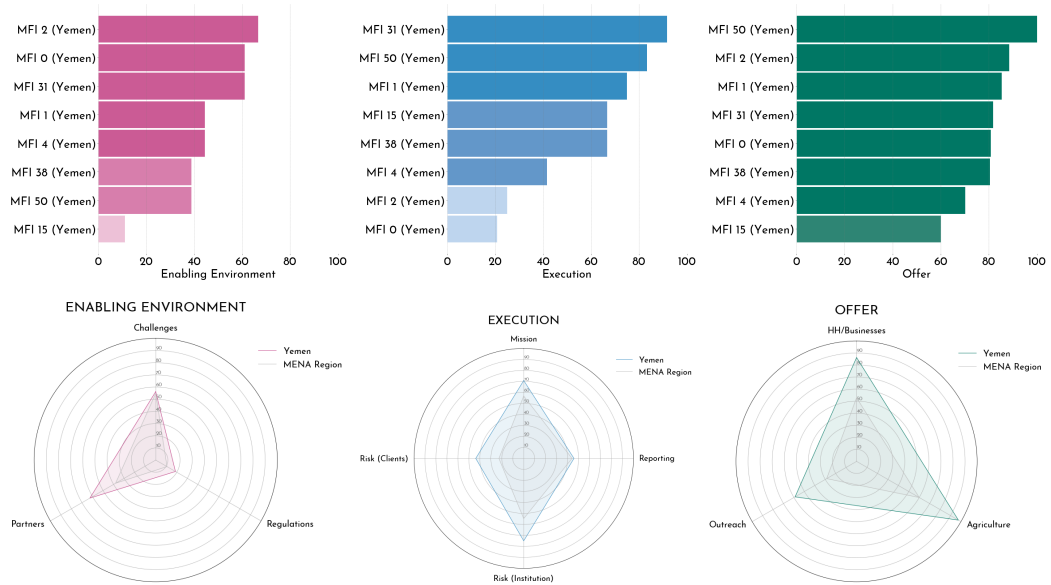 MFI 2 (Yemen)
MFI 0 (Yemen)
MFI 31 (Yemen)
MFI 1 (Yemen)
MFI 4 (Yemen)
MFI 38 (Yemen)
MFI 50 (Yemen)
MFI 15 (Yemen)
0 20 40 60 80 100
Enabling Environment
MFI 31 (Yemen)
MFI 50 (Yemen)
MFI 1 (Yemen)
MFI 15 (Yemen)
MFI 38 (Yemen)
MFI 4 (Yemen)
MFI 2 (Yemen)
MFI 0 (Yemen)
0 20 40 60 80 100
Execution
MFI 50 (Yemen)
MFI 2 (Yemen)
MFI 1 (Yemen)
MFI 31 (Yemen)
MFI 0 (Yemen)
MFI 38 (Yemen)
MFI 4 (Yemen)
MFI 15 (Yemen)
0 20 40 60 80 100
Offer
ENABLING ENVIRONMENT
Challenges
Yemen
MENA Region
Partners
Regulations
EXECUTION
Mission
Yemen
MENA Region
Risk (Clients)
Reporting
Risk (Institution)
OFFER
HH/Businesses
Yemen
MENA Region
Outreach
Agriculture